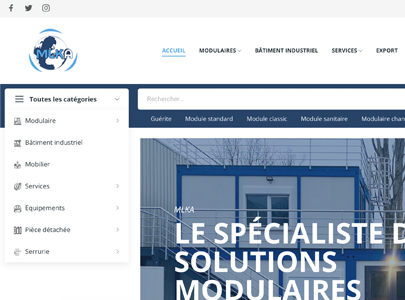 MLKA
ACCUEIL MODULAIRES BÂTIMENT INDUSTRIEL SERVICES EXPORT
Toutes les catégories
Rechercher...
Guérite Module standard Module classic Module sanitaire Modulaire chan
Modulaire
Bâtiment industriel
Mobilier
Services
Equipements
Pièce détachée
Serrurie
MLKA
LE SPÉCIALISTE D
SOLUTIONS
MODULAIRES